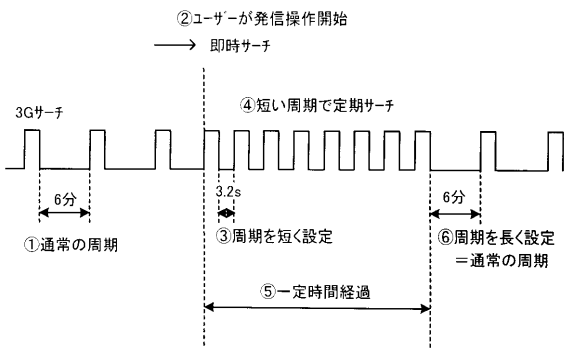 ②ユーザーが発信操作開始
即時サーチ
3Gサーチ
④短い周期で定期サーチ
6分
3.2s
6分
①通常の周期
③周期を短く設定
⑥周期を長く設定
＝通常の周期
⑤一定時間経過